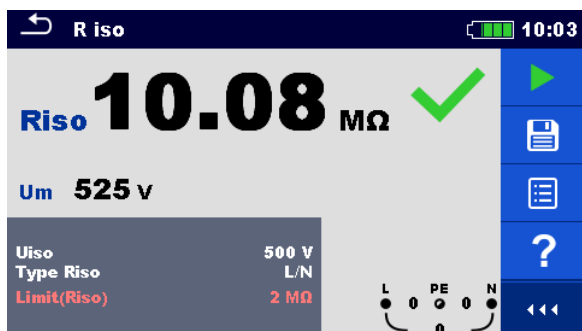 R iso 10:03
Riso 10.08 MΩ
Um 525 V
?
Uiso 500 V
Type Riso L/N
Limit(Riso) 2 MΩ
L PE N
0 0
0